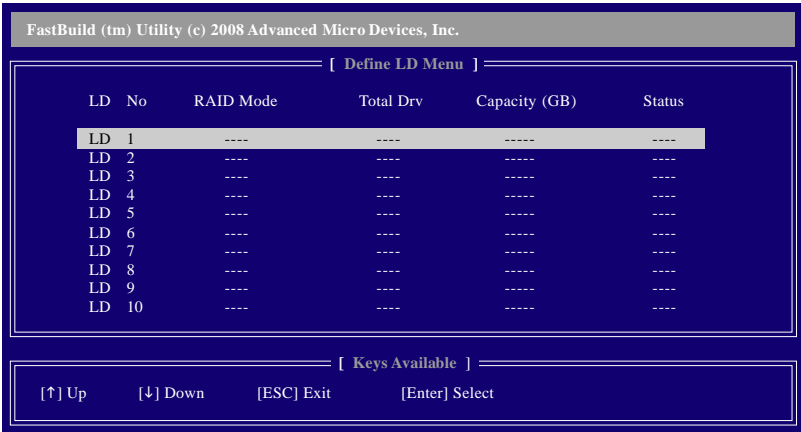 FastBuild (tm) Utility (c) 2008 Advanced Micro Devices, Inc.
[ Define LD Menu ]
LD No RAID Mode Total Drv Capacity (GB) Status
LD 1 ---- ---- ----- ----
LD 2 ---- ---- ----- ----
LD 3 ---- ---- ----- ----
LD 4 ---- ---- ----- ----
LD 5 ---- ---- ----- ----
LD 6 ---- ---- ----- ----
LD 7 ---- ---- ----- ----
LD 8 ---- ---- ----- ----
LD 9 ---- ---- ----- ----
LD 10 ---- ---- ----- ----
[ Keys Available ]
[↑] Up [↓] Down [ESC] Exit [Enter] Select